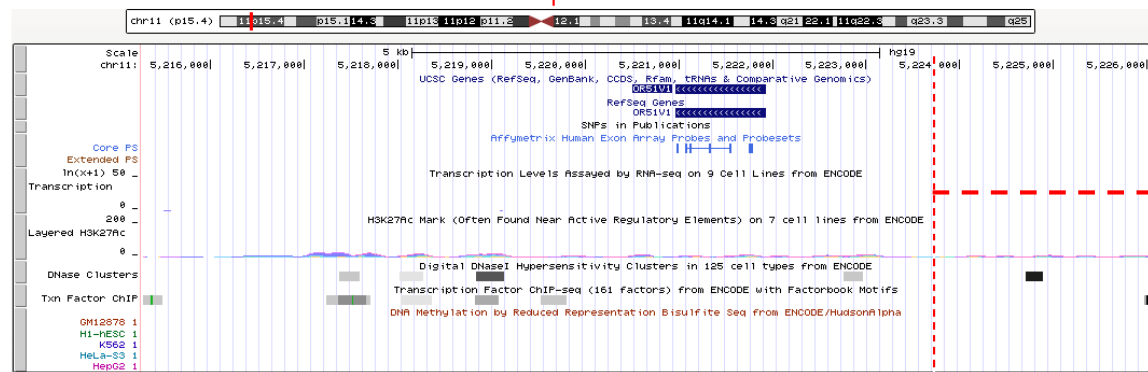 chr11 (p15.4) 11p15.4 p15.1 14.3 11p13 11p12 p11.2 12.1 13.4 11q14.1 14.3 q21 22.1 11q22.3 q23.3 q25
Scale 5 kb hg19
chr11: 5,216,000 5,217,000 5,218,000 5,219,000 5,220,000 5,221,000 5,222,000 5,223,000 5,224,000 5,225,000 5,226,000
UCSC Genes (RefSeq, GenBank, CCDS, Rfam, tRNAs & Comparative Genomics)
OR51V1
RefSeq Genes
OR51V1
SNPs in Publications
Affymetrix Human Exon Array Probes and Probesets
Core PS
Extended PS
ln(x+1) 50 _
Transcription Levels Assayed by RNA-seq on 9 Cell Lines from ENCODE
Transcription
0 _
200 _
H3K27Ac Mark (Often Found Near Active Regulatory Elements) on 7 cell lines from ENCODE
Layered H3K27Ac
0 _
Digital DNaseI Hypersensitivity Clusters in 125 cell types from ENCODE
DNase Clusters
Transcription Factor ChIP-seq (161 factors) from ENCODE with Factorbook Motifs
Txn Factor ChIP
DNA Methylation by Reduced Representation Bisulfite Seq from ENCODE/HudsonAlpha
GM12878 1
H1-hESC 1
K562 1
HeLa-S3 1
HepG2 1